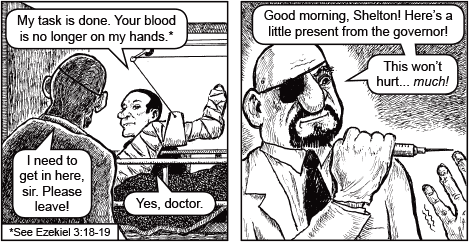 My task is done. Your blood
is no longer on my hands.*
I need to
get in here,
sir. Please
leave!
Yes, doctor.
*See Ezekiel 3:18-19
Good morning, Shelton! Here's a
little present from the governor!
This won't
hurt... much!